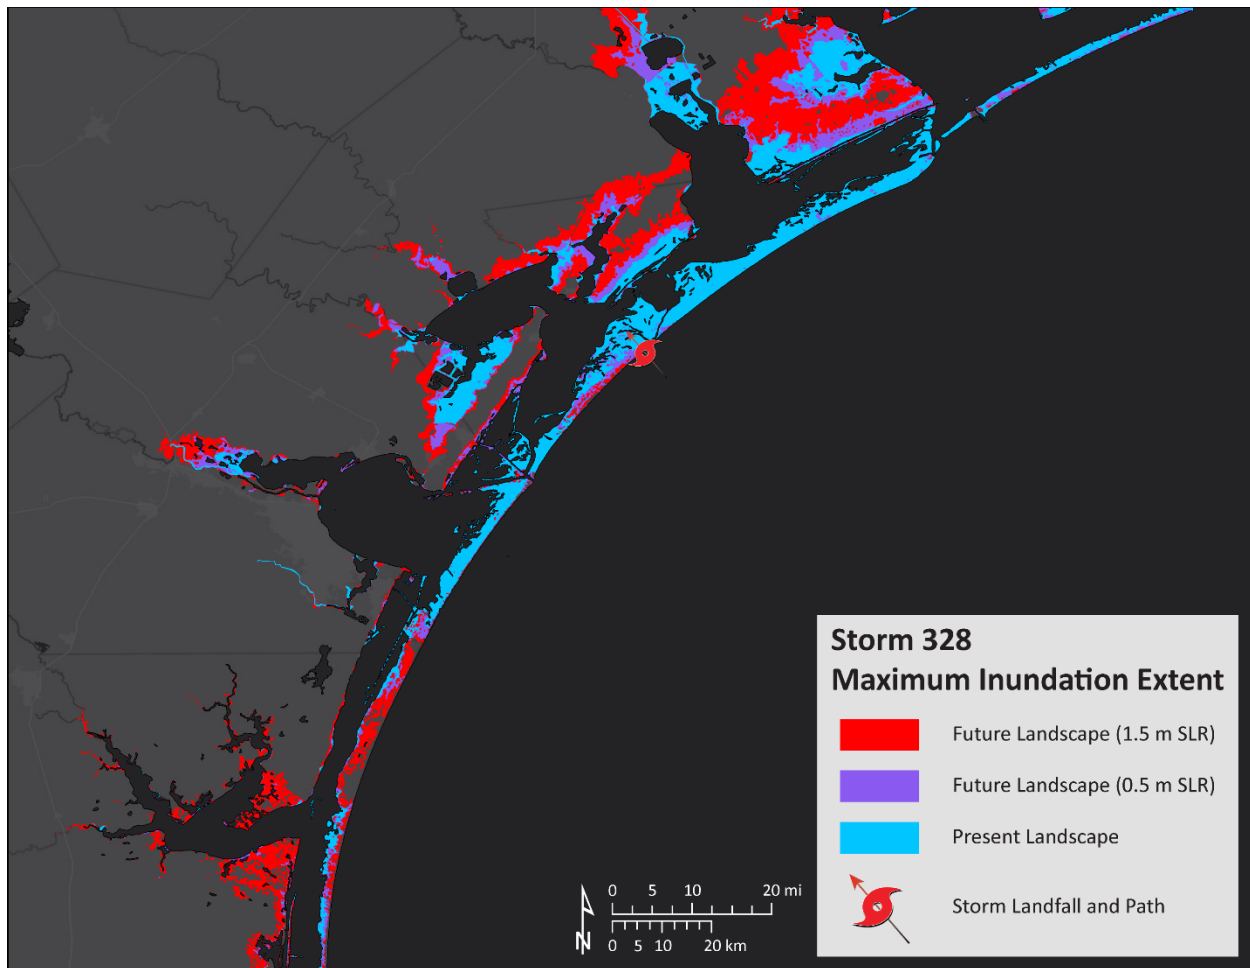 Storm 328
Maximum Inundation Extent
Future Landscape (1.5 m SLR)
Future Landscape (0.5 m SLR)
Present Landscape
Storm Landfall and Path
N
0 5 10 20 mi
0 5 10 20 km